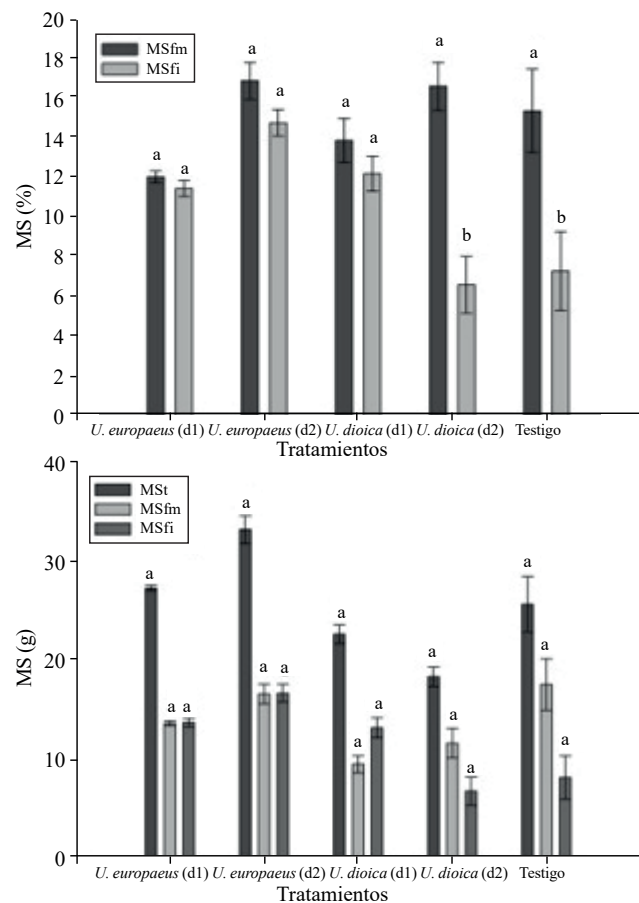 20
18
16
14
12
10
8
6
4
2
0
MS (%)
MSfm
MSfi
a a
a a
a a
a b
a b
U. europaeus (d1) U. europaeus (d2) U. dioica (d1) U. dioica (d2) Testigo
Tratamientos
40
30
20
10
0
MS (g)
MSt
MSfm
MSfi
a a a
a a a
a a a
a a a
a a a
U. europaeus (d1) U. europaeus (d2) U. dioica (d1) U. dioica (d2) Testigo
Tratamientos